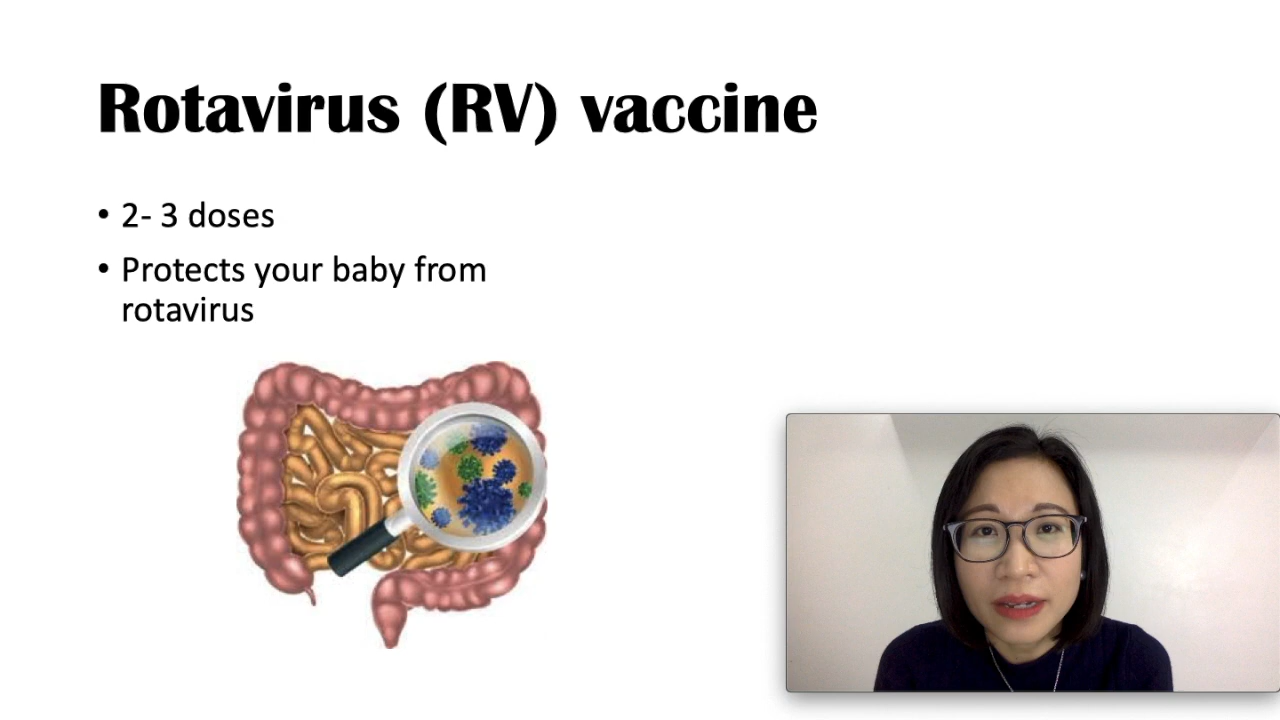 Rotavirus (RV) vaccine
• 2- 3 doses
• Protects your baby from
rotavirus